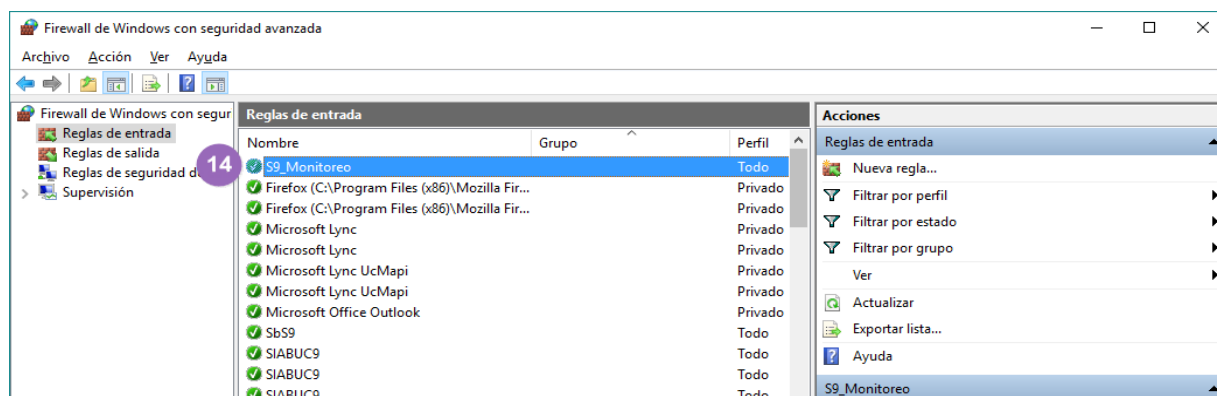 Firewall de Windows con seguridad avanzada
Archivo Acción Ver Ayuda
Firewall de Windows con segur
Reglas de entrada
Reglas de salida
Reglas de seguridad d
Supervisión
14
Reglas de entrada
Nombre Grupo Perfil
S9_Monitoreo Todo
Firefox (C:\Program Files (x86)\Mozilla Fir... Privado
Firefox (C:\Program Files (x86)\Mozilla Fir... Privado
Microsoft Lync Privado
Microsoft Lync Privado
Microsoft Lync UcMapi Privado
Microsoft Lync UcMapi Privado
Microsoft Office Outlook Privado
SbS9 Todo
SIABUC9 Todo
SIABUC9 Todo
SIABUC9 Todo
Acciones
Reglas de entrada
Nueva regla...
Filtrar por perfil
Filtrar por estado
Filtrar por grupo
Ver
Actualizar
Exportar lista...
Ayuda
S9_Monitoreo